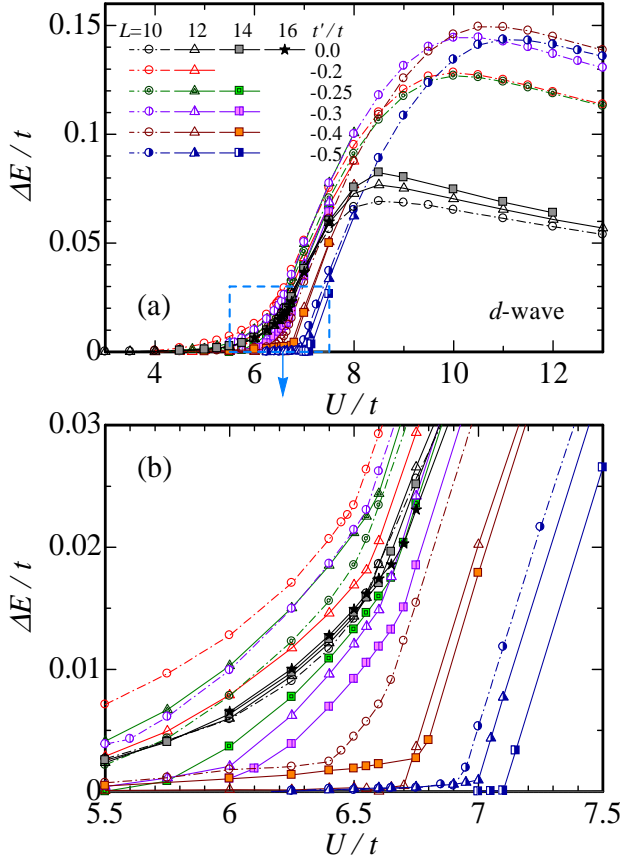 L=10 12 14 16 t'/t
0.0
-0.2
-0.25
-0.3
-0.4
-0.5
0.15
0.1
0.05
0
ΔE / t
(a)
d-wave
4 6 8 10 12
U / t
0.03
0.02
0.01
0
ΔE / t
(b)
5.5 6 6.5 7 7.5
U / t